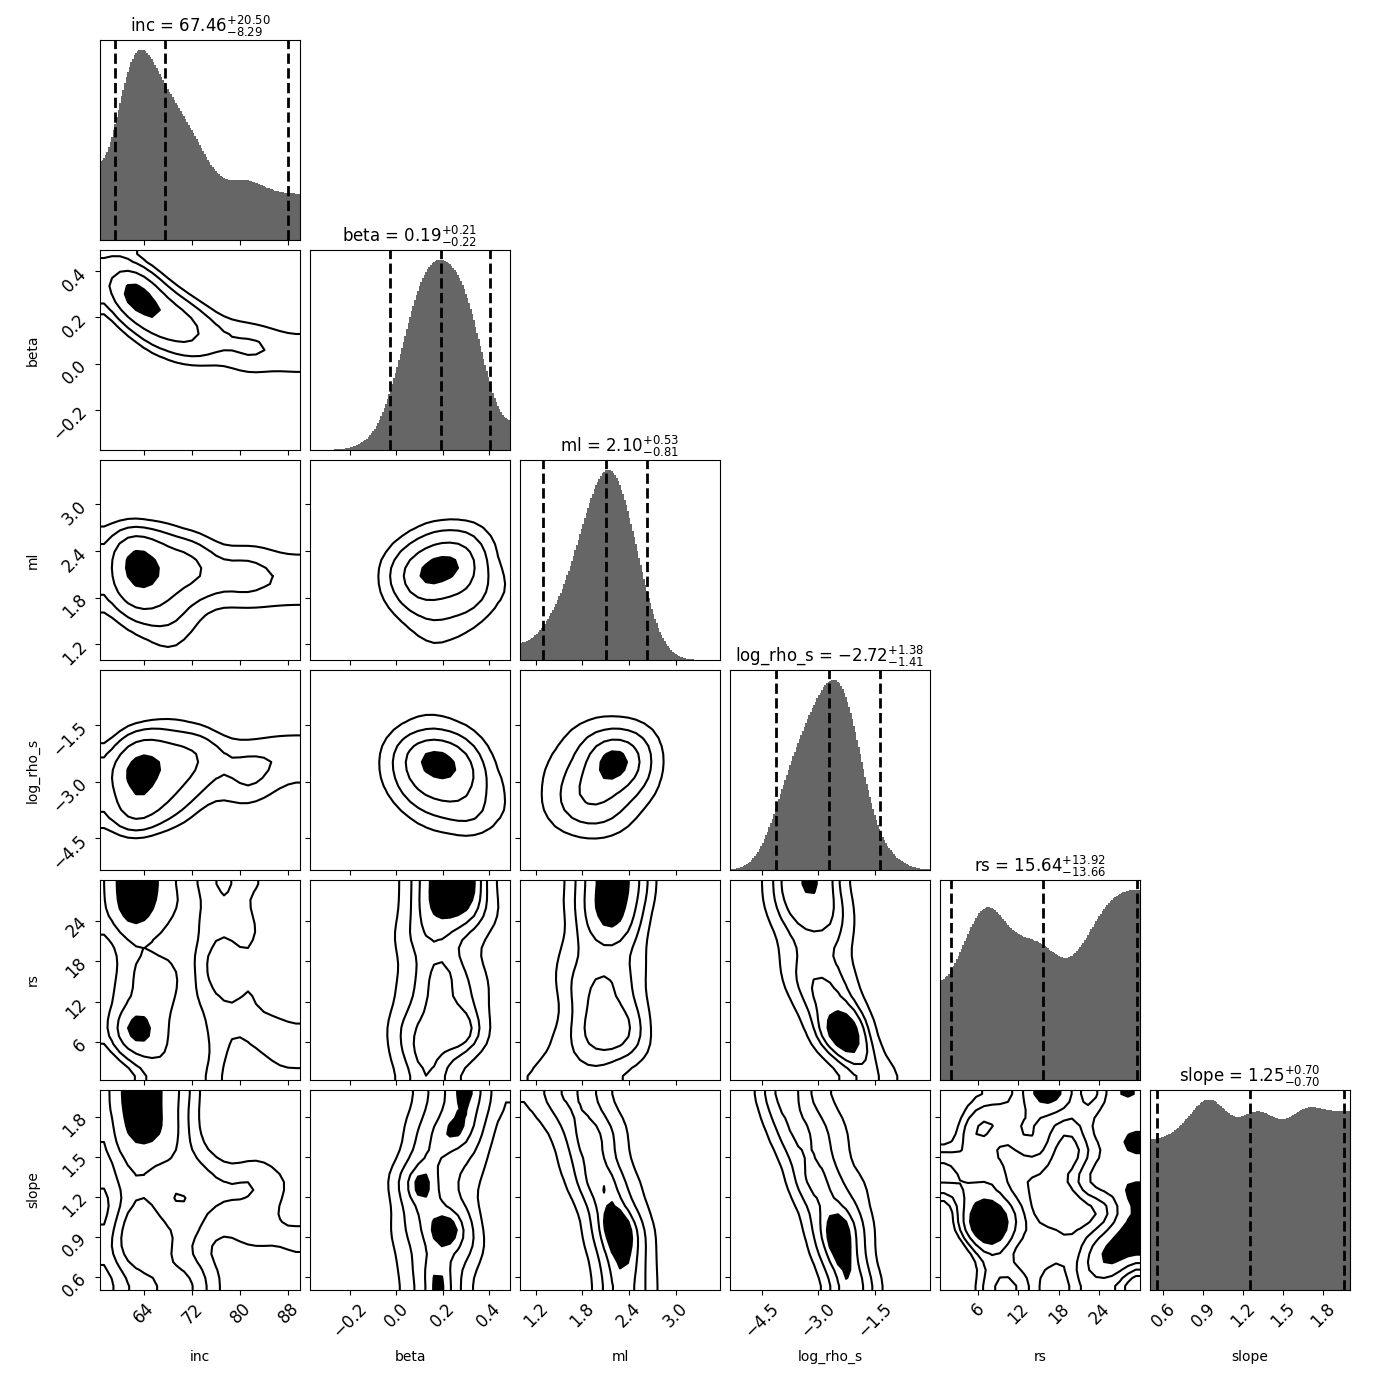 inc = 67.46+20.50−8.29
beta = 0.19+0.21−0.22
0.4
0.2
0.0
−0.2
beta
ml = 2.10+0.53−0.81
3.0
2.4
1.8
1.2
ml
log_rho_s = −2.72+1.38−1.41
−1.5
−3.0
−4.5
log_rho_s
rs = 15.64+13.92−13.66
24
18
12
6
rs
slope = 1.25+0.70−0.70
1.8
1.5
1.2
0.9
0.6
slope
64 72 80 88
−0.2 0.0 0.2 0.4
1.2 1.8 2.4 3.0
−4.5 −3.0 −1.5
6 12 18 24
0.6 0.9 1.2 1.5 1.8
inc beta ml log_rho_s rs slope